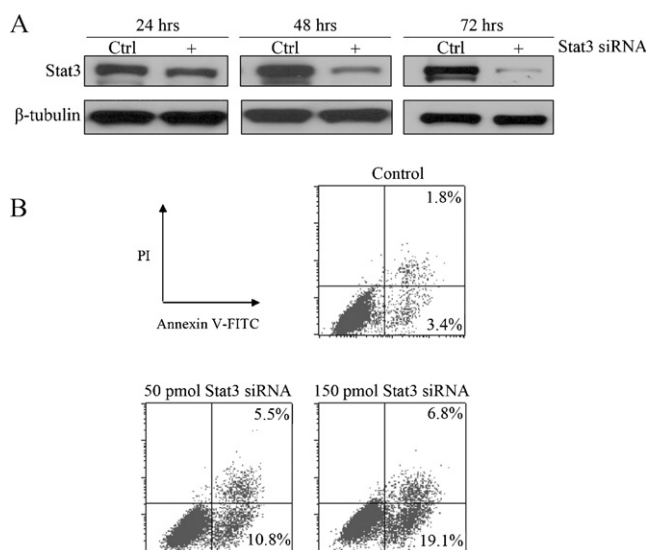 A
24 hrs 48 hrs 72 hrs
Ctrl + Ctrl + Ctrl + Stat3 siRNA
Stat3
β-tubulin
B
Control
PI
Annexin V-FITC
1.8%
3.4%
50 pmol Stat3 siRNA 150 pmol Stat3 siRNA
5.5% 6.8%
10.8% 19.1%